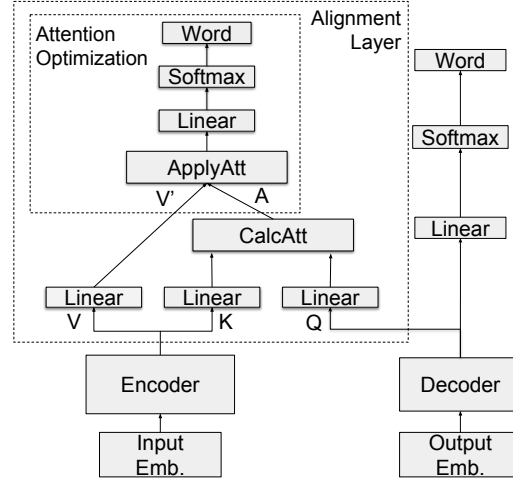 Attention
Optimization
Word
Softmax
Linear
ApplyAtt
V'
A
CalcAtt
Linear
Linear
Linear
V
K
Q
Encoder
Input
Emb.
Alignment
Layer
Word
Softmax
Linear
Decoder
Output
Emb.